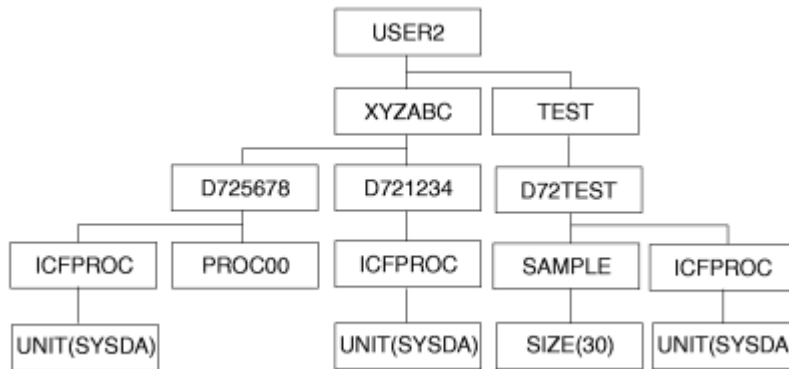 USER2
XYZABC TEST
D725678 D721234 D72TEST
ICFPROC PROC00 ICFPROC SAMPLE ICFPROC
UNIT(SYSDA) UNIT(SYSDA) SIZE(30) UNIT(SYSDA